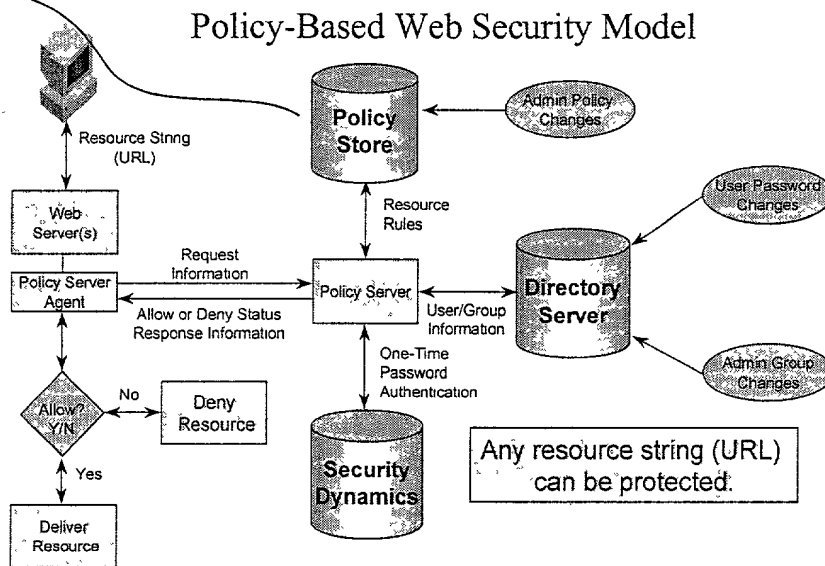 Policy-Based Web Security Model
Resource String
(URL)
Policy
Store
Admin Policy
Changes
Web
Server(s)
Resource
Rules
User Password
Changes
Request
Information
Policy Server
Agent
Policy Server
Allow or Deny Status
Response Information
User/Group
Information
Directory
Server
One-Time
Password
Authentication
Admin Group
Changes
Allow?
Y/N
No
Deny
Resource
Yes
Security
Dynamics
Any resource string (URL)
can be protected.
Deliver
Resource